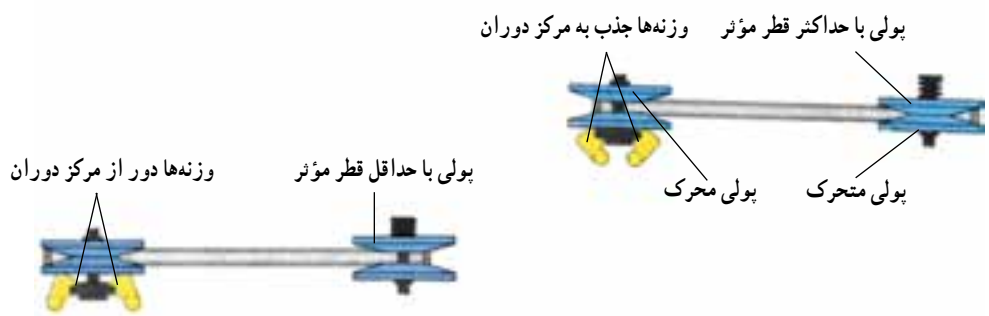 پولی با حداکثر قطر مؤثر
وزنه‌ها جذب به مرکز دوران
پولی متحرک
پولی محرک
پولی با حداقل قطر مؤثر
وزنه‌ها دور از مرکز دوران